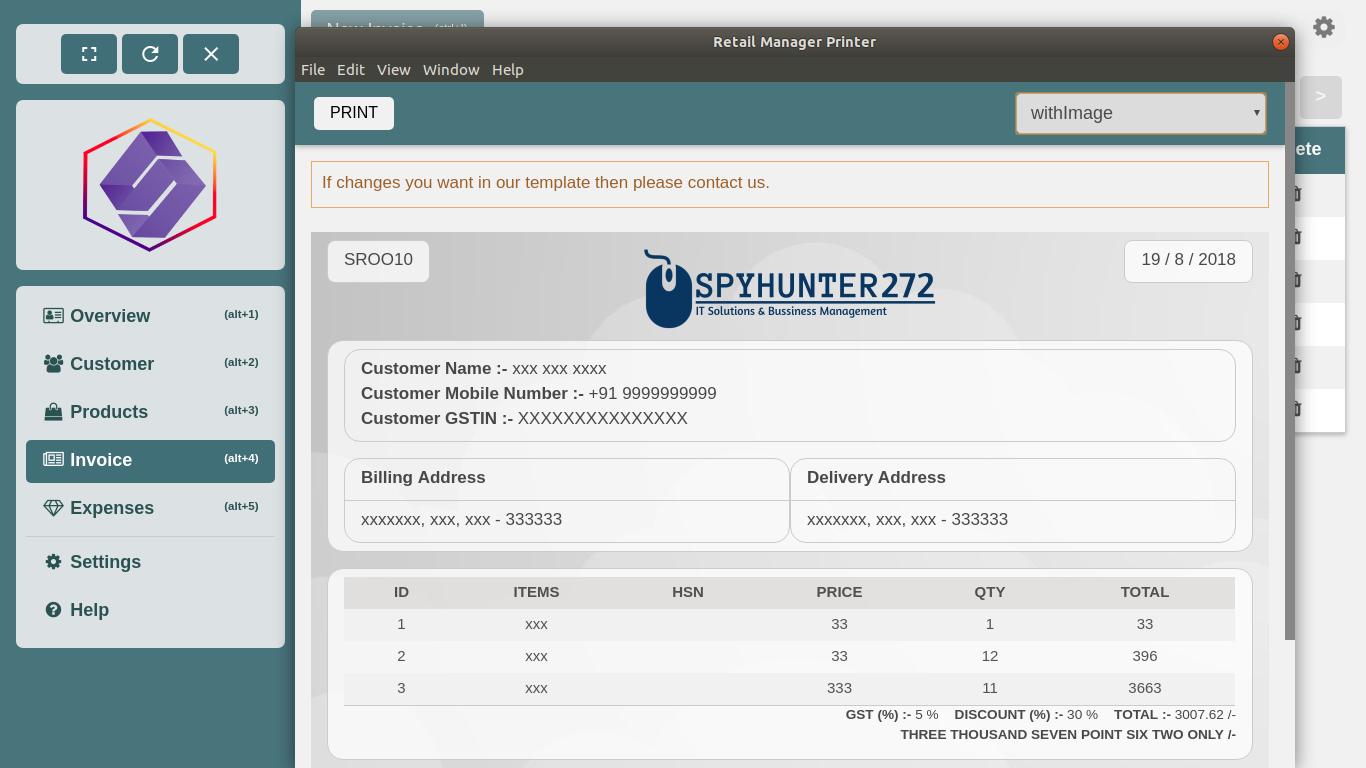 New Invoice (ctrl+I)
Retail Manager Printer
File Edit View Window Help
PRINT
withImage
>
If changes you want in our template then please contact us.
Overview (alt+1)
Customer (alt+2)
Products (alt+3)
Invoice (alt+4)
Expenses (alt+5)
Settings
Help
SROO10
SPYHUNTER272
IT Solutions & Bussiness Management
19 / 8 / 2018
Customer Name :- xxx xxx xxxx
Customer Mobile Number :- +91 9999999999
Customer GSTIN :- XXXXXXXXXXXXXXX
Billing Address
xxxxxxx, xxx, xxx - 333333
Delivery Address
xxxxxxx, xxx, xxx - 333333
ID ITEMS HSN PRICE QTY TOTAL
1 xxx 33 1 33
2 xxx 33 12 396
3 xxx 333 11 3663
GST (%) :- 5 % DISCOUNT (%) :- 30 % TOTAL :- 3007.62 /-
THREE THOUSAND SEVEN POINT SIX TWO ONLY /-
ete